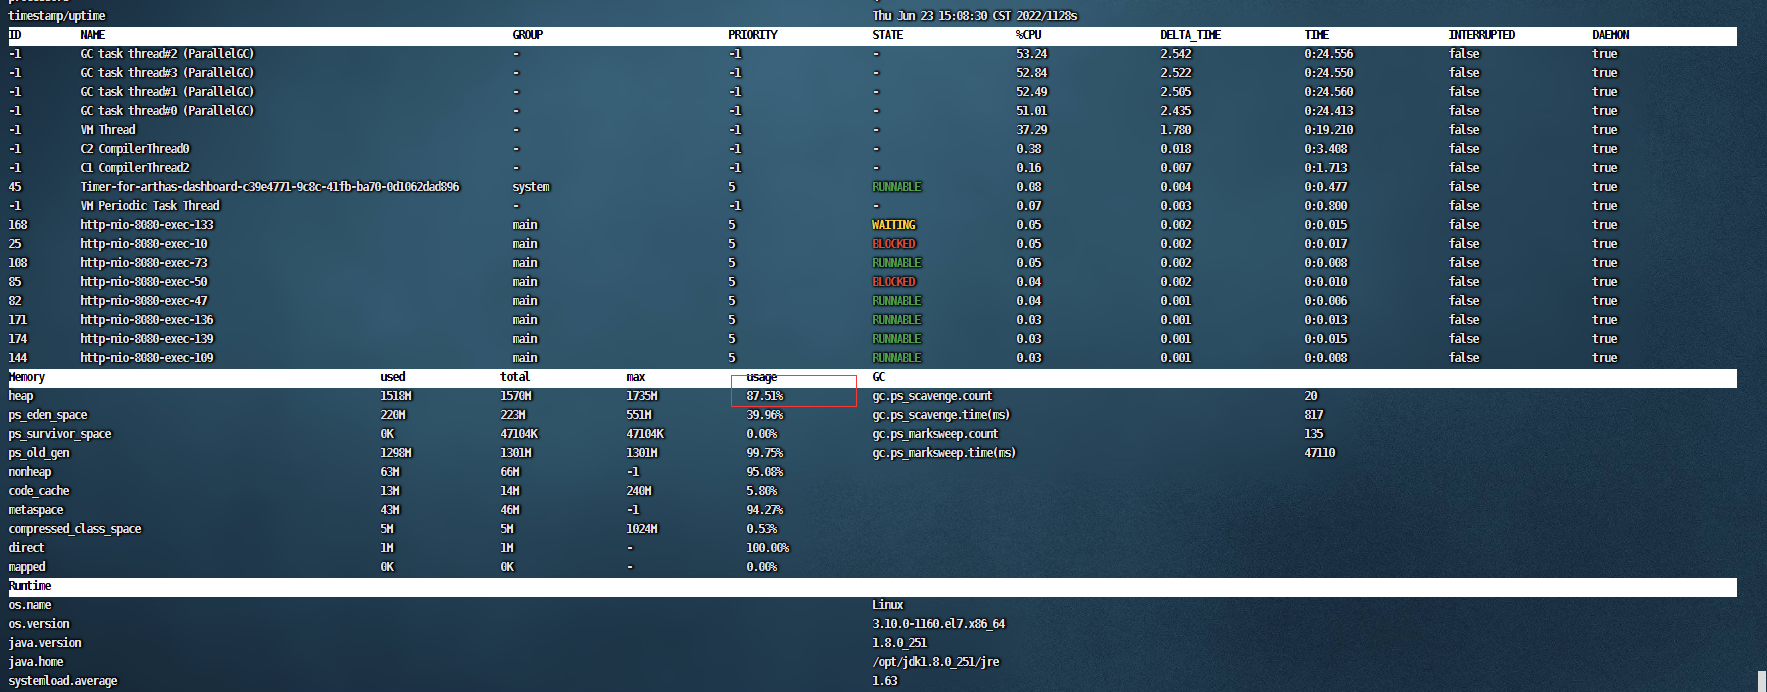 timestamp/uptime Thu Jun 23 15:08:30 CST 2022/1128s
ID NAME GROUP PRIORITY STATE %CPU DELTA_TIME TIME INTERRUPTED DAEMON
-1 GC task thread#2 (ParallelGC) - -1 - 53.24 2.542 0:24.556 false true
-1 GC task thread#3 (ParallelGC) - -1 - 52.84 2.522 0:24.550 false true
-1 GC task thread#1 (ParallelGC) - -1 - 52.49 2.505 0:24.560 false true
-1 GC task thread#0 (ParallelGC) - -1 - 51.01 2.435 0:24.413 false true
-1 VM Thread - -1 - 37.29 1.780 0:19.210 false true
-1 C2 CompilerThread0 - -1 - 0.38 0.018 0:3.408 false true
-1 C1 CompilerThread2 - -1 - 0.16 0.007 0:1.713 false true
45 Timer-for-arthas-dashboard-c39e4771-9c8c-41fb-ba70-0d1062dad896 system 5 RUNNABLE 0.08 0.004 0:0.477 false true
-1 VM Periodic Task Thread - -1 - 0.07 0.003 0:0.800 false true
168 http-nio-8080-exec-133 main 5 WAITING 0.05 0.002 0:0.015 false true
25 http-nio-8080-exec-10 main 5 BLOCKED 0.05 0.002 0:0.017 false true
108 http-nio-8080-exec-73 main 5 RUNNABLE 0.05 0.002 0:0.008 false true
85 http-nio-8080-exec-50 main 5 BLOCKED 0.04 0.002 0:0.010 false true
82 http-nio-8080-exec-47 main 5 RUNNABLE 0.04 0.001 0:0.006 false true
171 http-nio-8080-exec-136 main 5 RUNNABLE 0.03 0.001 0:0.013 false true
174 http-nio-8080-exec-139 main 5 RUNNABLE 0.03 0.001 0:0.015 false true
144 http-nio-8080-exec-109 main 5 RUNNABLE 0.03 0.001 0:0.008 false true
Memory used total max usage GC
heap 1518M 1570M 1735M 87.51% gc.ps_scavenge.count 20
ps_eden_space 220M 223M 551M 39.96% gc.ps_scavenge.time(ms) 817
ps_survivor_space 0K 47104K 47104K 0.00% gc.ps_marksweep.count 135
ps_old_gen 1298M 1301M 1301M 99.75% gc.ps_marksweep.time(ms) 47110
nonheap 63M 66M -1 95.08%
code_cache 13M 14M 240M 5.80%
metaspace 43M 46M -1 94.27%
compressed_class_space 5M 5M 1024M 0.53%
direct 1M 1M - 100.00%
mapped 0K 0K - 0.00%
Runtime
os.name Linux
os.version 3.10.0-1160.el7.x86_64
java.version 1.8.0_251
java.home /opt/jdk1.8.0_251/jre
systemload.average 1.63